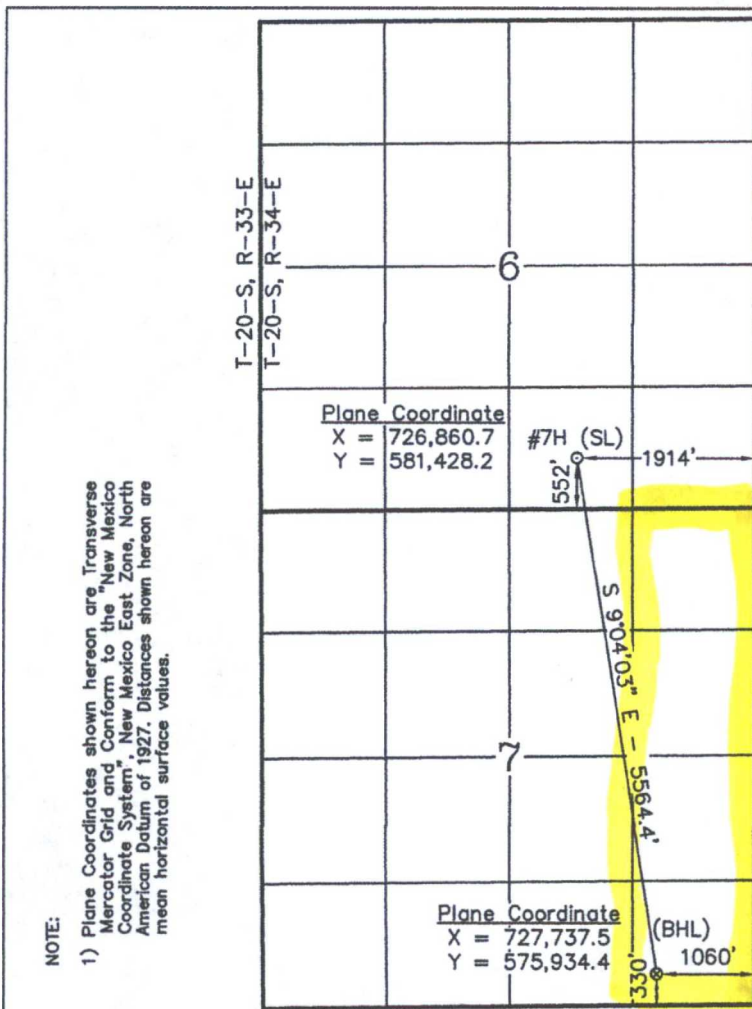 NOTE:
1) Plane Coordinates shown hereon are Transverse
Mercator Grid and Conform to the "New Mexico
Coordinate System", New Mexico East Zone, North
American Datum of 1927. Distances shown hereon are
mean horizontal surface values.
T-20-S, R-33-E
T-20-S, R-34-E
6
Plane Coordinate
X = 726,860.7
Y = 581,428.2
#7H (SL)
1914'
552'
S 9°04'03" E - 5564.4'
7
Plane Coordinate
X = 727,737.5
Y = 575,934.4
(BHL)
1060'
330'